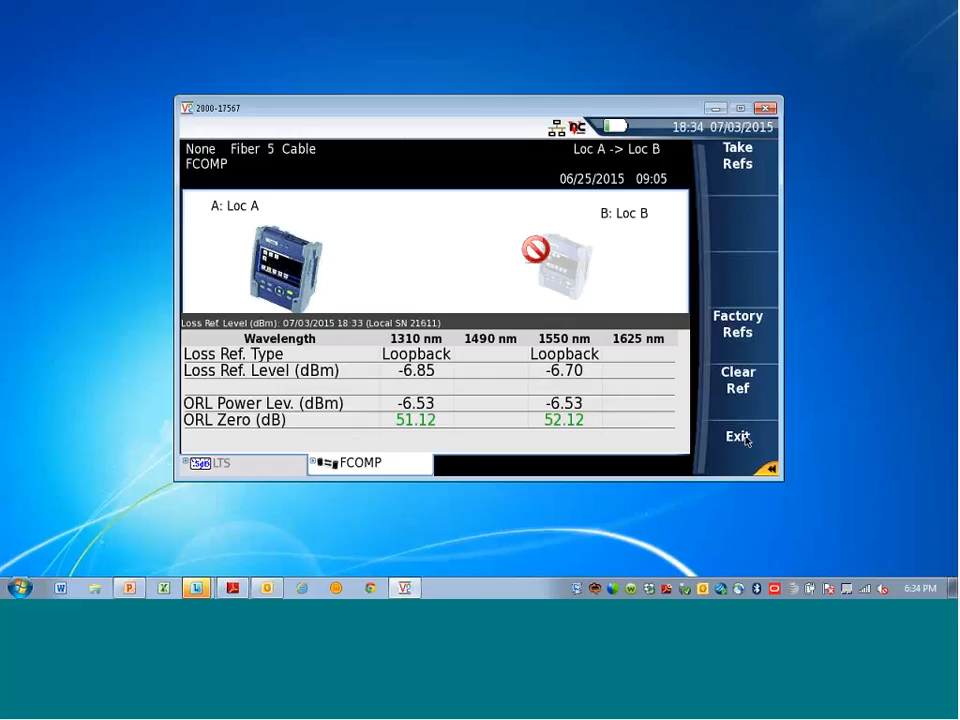 2000-17567
18:34 07/03/2015
None Fiber 5 Cable Loc A -> Loc B
FCOMP
06/25/2015 09:05
A: Loc A
B: Loc B
Loss Ref. Level (dBm): 07/03/2015 18:33 (Local SN 21611)
Wavelength 1310 nm 1490 nm 1550 nm 1625 nm
Loss Ref. Type Loopback Loopback
Loss Ref. Level (dBm) -6.85 -6.70
ORL Power Lev. (dBm) -6.53 -6.53
ORL Zero (dB) 51.12 52.12
LTS FCOMP
Take
Refs
Factory
Refs
Clear
Ref
Exit
6:34 PM